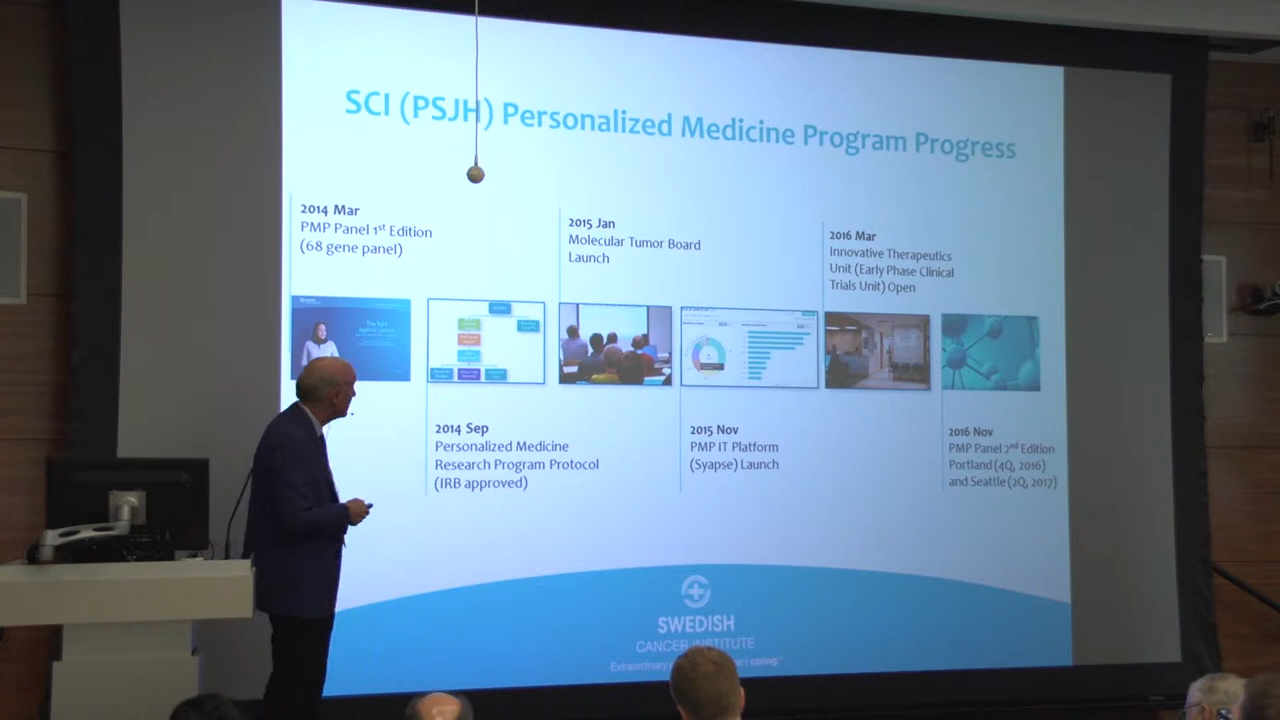 SCI (PSJH) Personalized Medicine Program Progress
2014 Mar
PMP Panel 1st Edition
(68 gene panel)
2015 Jan
Molecular Tumor Board
Launch
2016 Mar
Innovative Therapeutics
Unit (Early Phase Clinical
Trials Unit) Open
2014 Sep
Personalized Medicine
Research Program Protocol
(IRB approved)
2015 Nov
PMP IT Platform
(Syapse) Launch
2016 Nov
PMP Panel 2nd Edition
Portland (4Q, 2016)
and Seattle (2Q, 2017)
SWEDISH
CANCER INSTITUTE
Extraordinary caring.